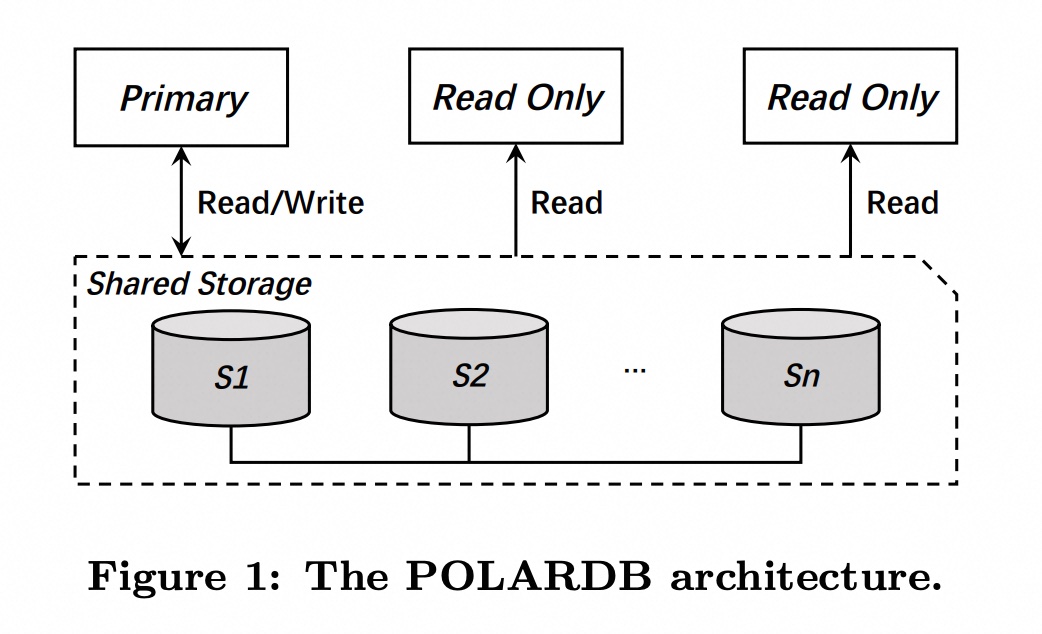 Primary
Read Only
Read Only
Read/Write
Read
Read
Shared Storage
S1
S2
...
Sn
Figure 1: The POLARDB architecture.